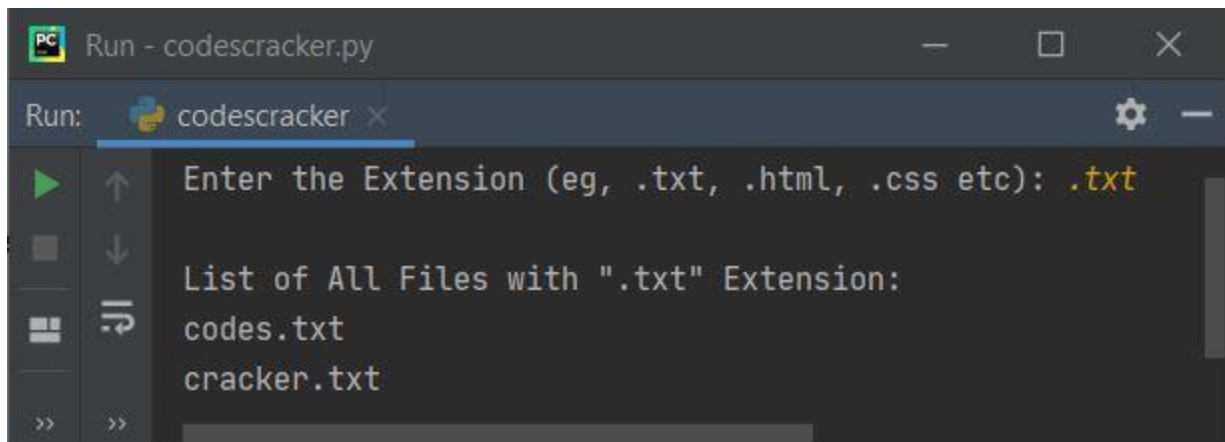 PC
Run - codescracker.py
Run:
codescracker
Enter the Extension (eg, .txt, .html, .css etc): .txt
List of All Files with ".txt" Extension:
codes.txt
cracker.txt